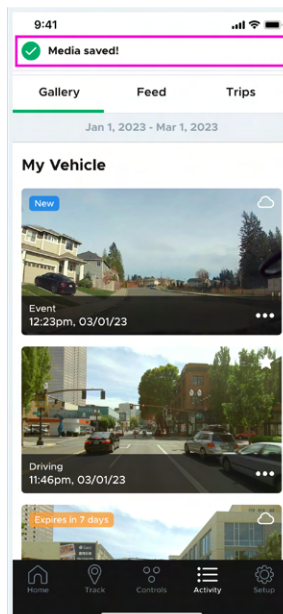 9:41
Media saved!
Gallery Feed Trips
Jan 1, 2023 - Mar 1, 2023
My Vehicle
New
Event
12:23pm, 03/01/23
Driving
11:46pm, 03/01/23
Expires in 7 days
Home Track Controls Activity Setup